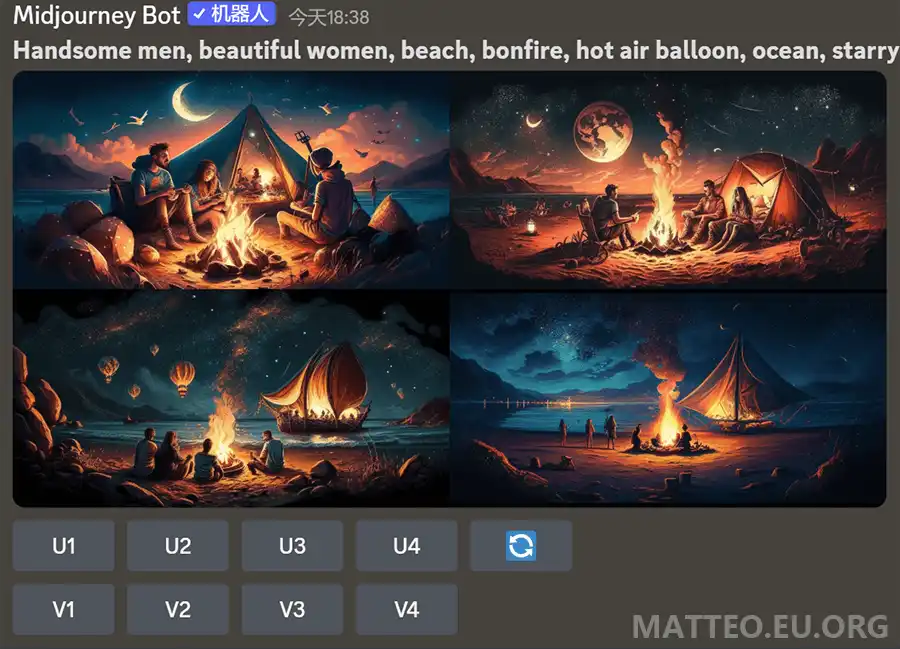 Midjourney Bot ✓ 机器人 今天18:38
Handsome men, beautiful women, beach, bonfire, hot air balloon, ocean, starry
U1 U2 U3 U4
V1 V2 V3 V4
MATTEO.EU.ORG